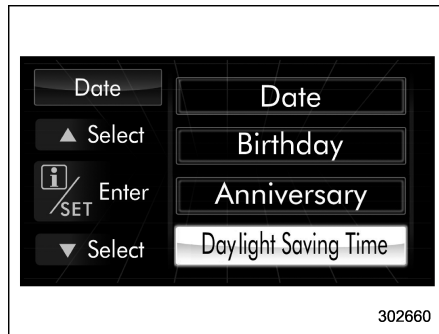 Date
Date
▲ Select
Birthday
i/SET Enter
Anniversary
▼ Select
Daylight Saving Time
302660